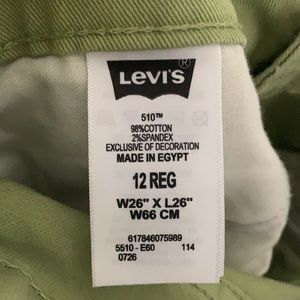 LEVI'S®
510™
98%COTTON
2%SPANDEX
EXCLUSIVE OF DECORATION
MADE IN EGYPT
12 REG
W26" X L26"
W66 CM
617846075989
5510 - E60 114
0726